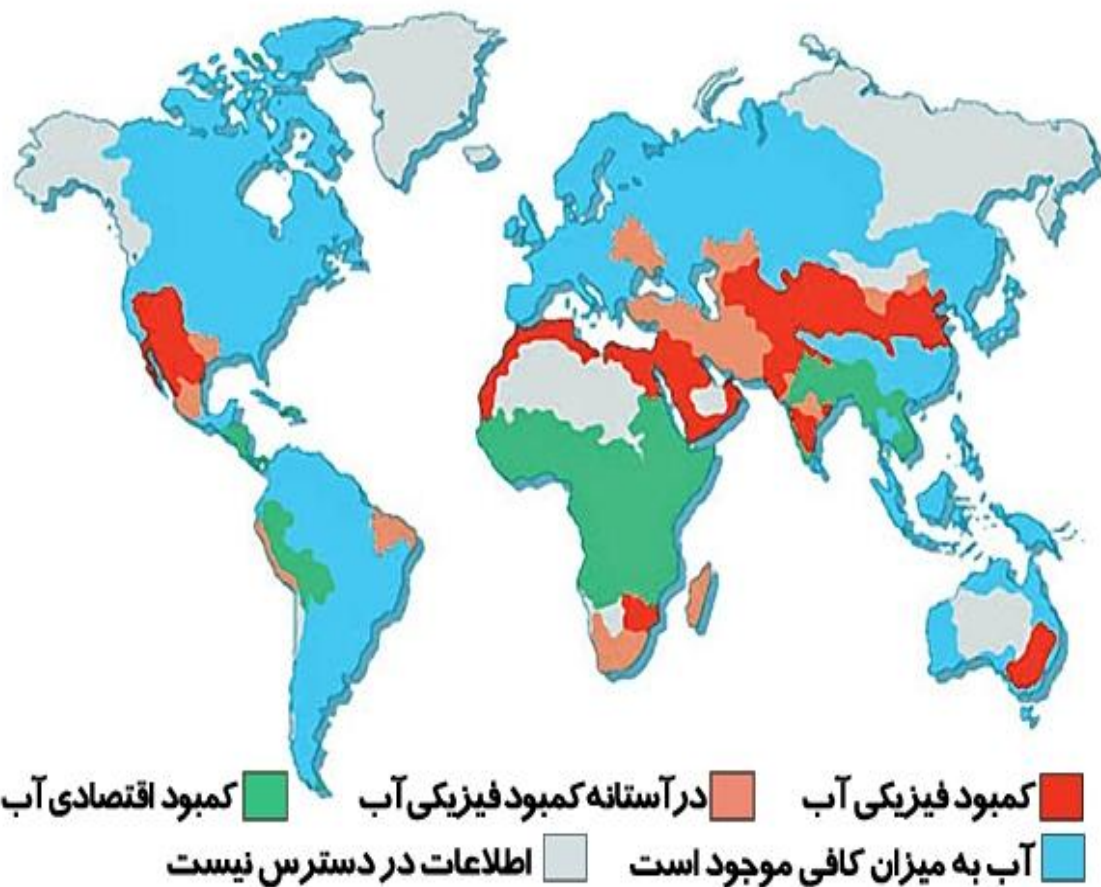 کمبود فیزیکی آب
در آستانه کمبود فیزیکی آب
کمبود اقتصادی آب
آب به میزان کافی موجود است
اطلاعات در دسترس نیست